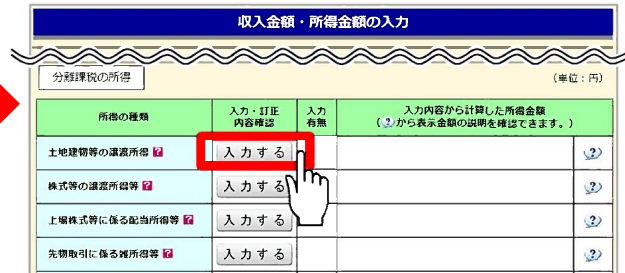 収入金額・所得金額の入力
分離課税の所得
(単位:円)
所得の種類
入力・訂正
内容確認
入力
有無
入力内容から計算した所得金額
(?から表示金額の説明を確認できます。)
土地建物等の譲渡所得 ?
入力する
?
株式等の譲渡所得等 ?
入力する
?
上場株式等に係る配当所得等 ?
入力する
?
先物取引に係る雑所得等 ?
入力する
?